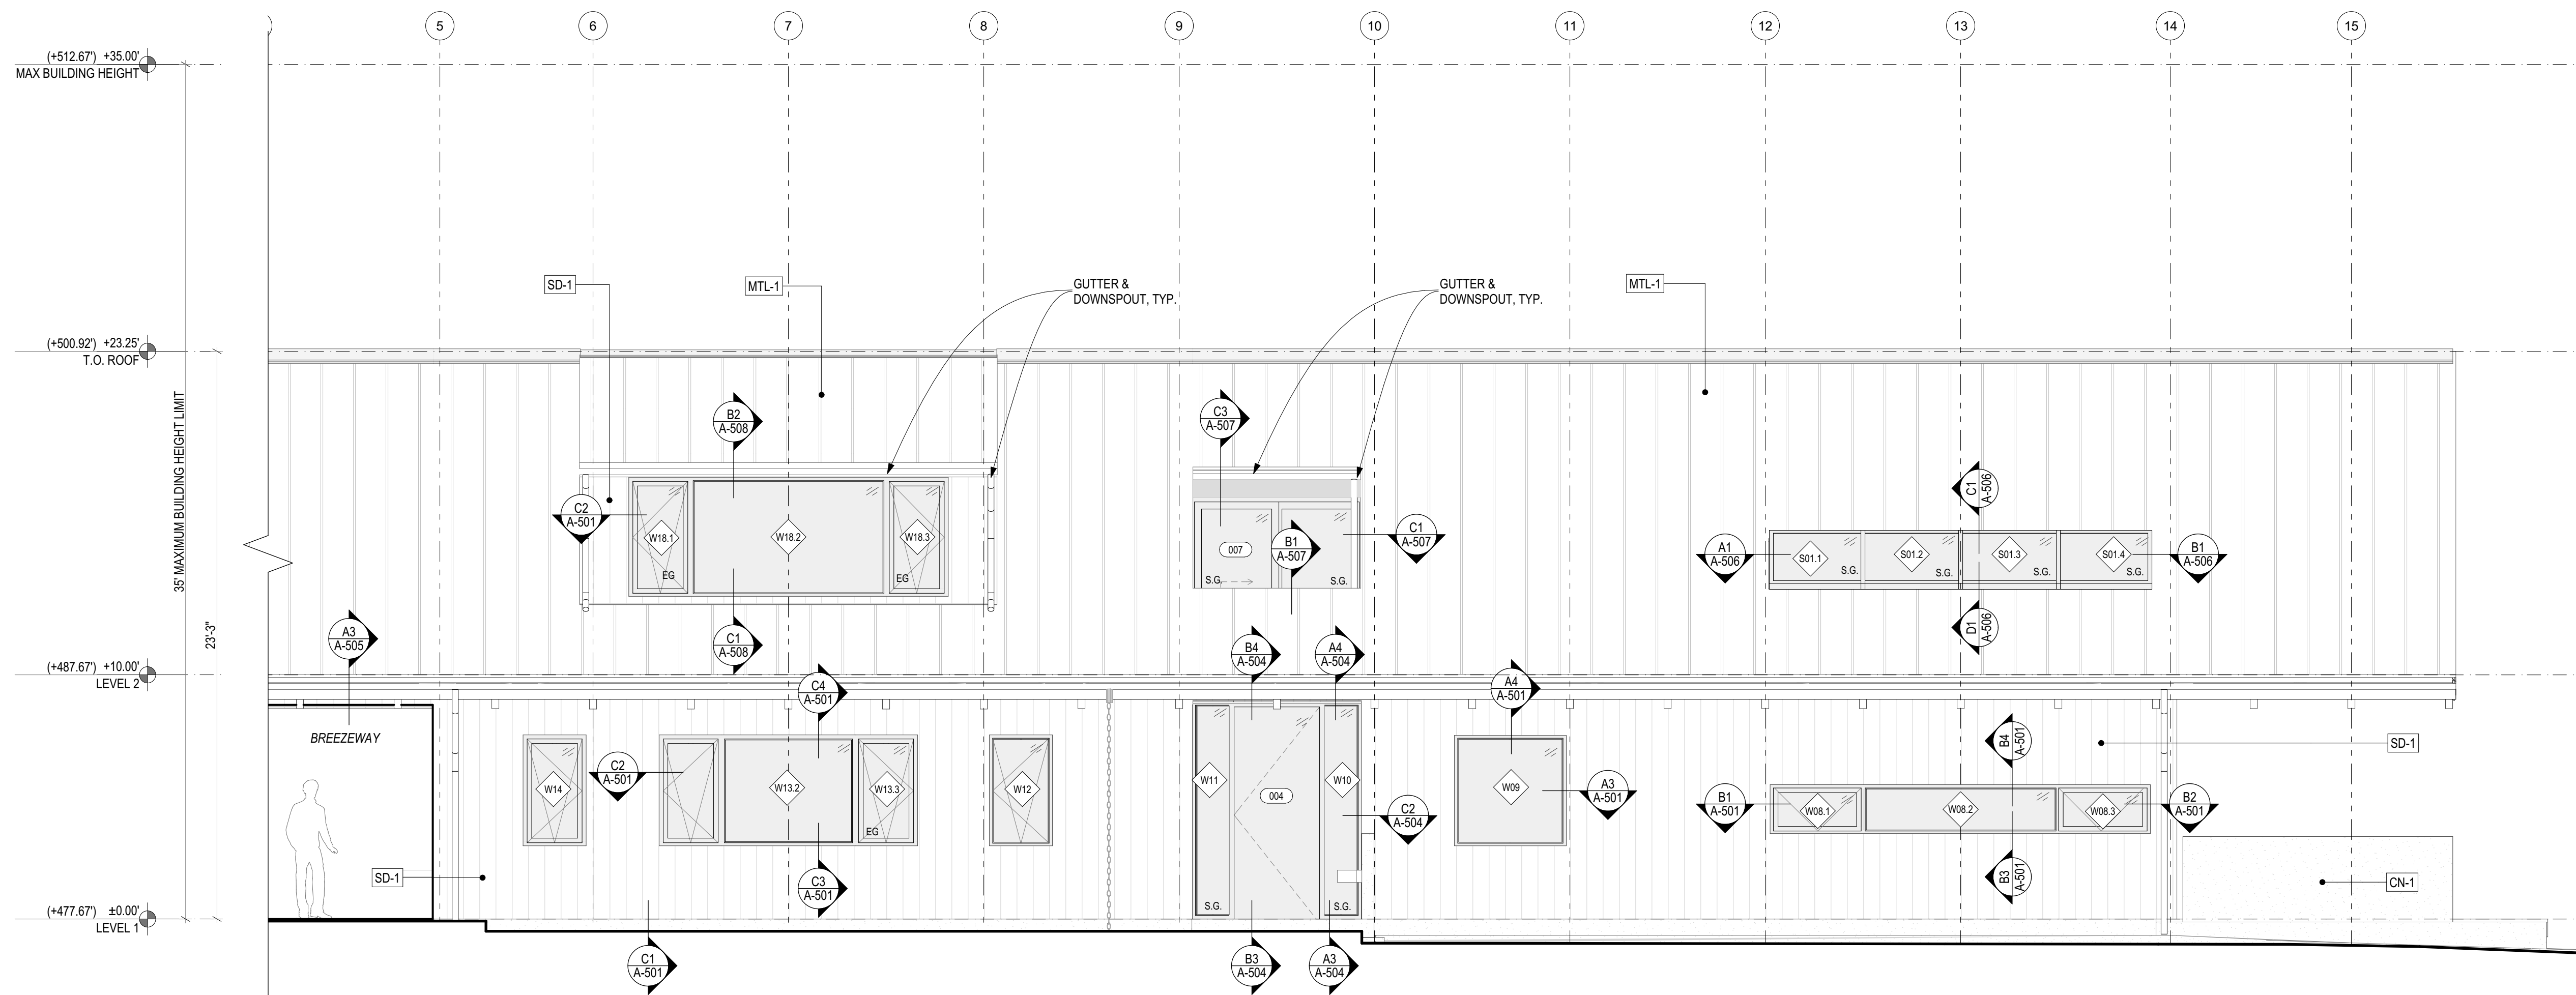 5 6 7 8 9 10 11 12 13 14 15
(+512.67') +35.00'
MAX BUILDING HEIGHT
SD-1
MTL-1
GUTTER &
DOWNSPOUT, TYP.
GUTTER &
DOWNSPOUT, TYP.
MTL-1
(+500.92') +23.25'
T.O. ROOF
35' MAXIMUM BUILDING HEIGHT LIMIT
23'-3"
B2
A-508
C3
A-507
C2
A-501
W18.1
EG
W18.2
W18.3
EG
007
S.G.
B1
A-507
S.G.
C1
A-507
C1
A-506
A1
A-506
S01.1
S.G.
S01.2
S.G.
S01.3
S.G.
S01.4
S.G.
B1
A-506
D1
A-506
A3
A-505
C1
A-508
B4
A-504
A4
A-504
(+487.67') +10.00'
LEVEL 2
C4
A-501
A4
A-501
BREEZEWAY
B4
A-501
SD-1
W14
C2
A-501
W13.2
W13.3
EG
W12
W11
S.G.
004
W10
S.G.
C2
A-504
W09
A3
A-501
B1
A-501
W08.1
W08.2
W08.3
B2
A-501
SD-1
C3
A-501
B3
A-501
CN-1
(+477.67') ±0.00'
LEVEL 1
C1
A-501
B3
A-504
A3
A-504